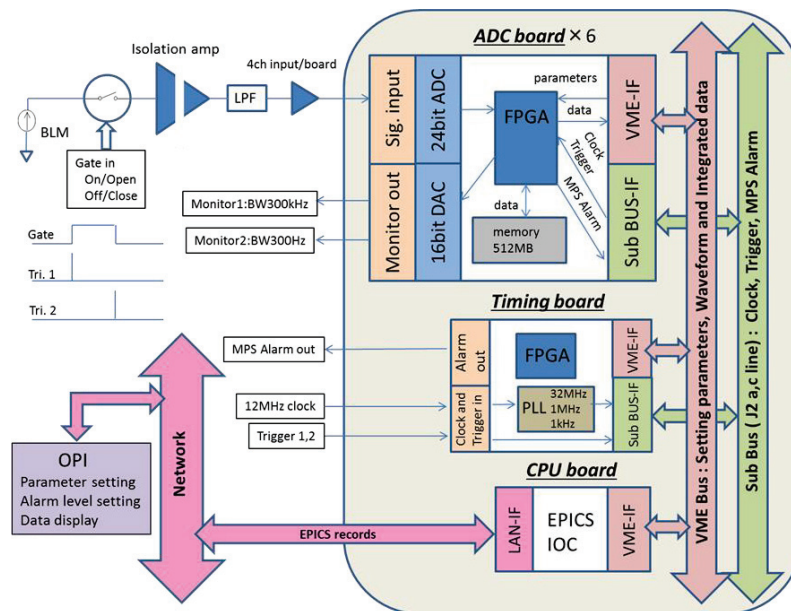 ADC board × 6
Isolation amp
4ch input/board
LPF
BLM
Gate in
On/Open
Off/Close
Sig. input
24bit ADC
FPGA
parameters
data
Clock
Trigger
MPS Alarm
VME-IF
Monitor out
16bit DAC
data
memory
512MB
Sub BUS-IF
Monitor1:BW300kHz
Monitor2:BW300Hz
Gate
Tri. 1
Tri. 2
Timing board
MPS Alarm out
Alarm
out
FPGA
VME-IF
12MHz clock
Trigger 1,2
Clock and
Trigger in
PLL
32MHz
1MHz
1kHz
Sub BUS-IF
OPI
Parameter setting
Alarm level setting
Data display
Network
EPICS records
CPU board
LAN-IF
EPICS
IOC
VME-IF
VME Bus : Setting parameters, Waveform and Integrated data
Sub Bus ( J2 a,c line) : Clock, Trigger, MPS Alarm